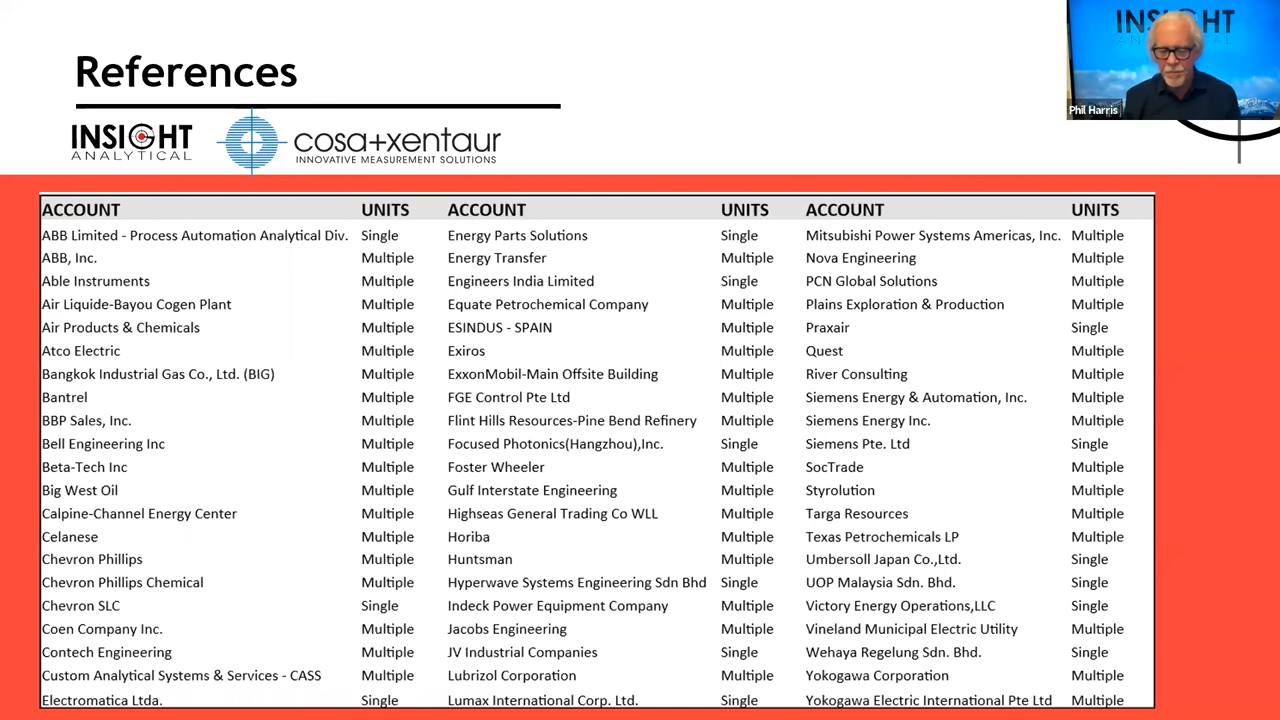 References
INSIGHT
ANALYTICAL
cosa+xentaur
INNOVATIVE MEASUREMENT SOLUTIONS
INSIGHT
ANALYTICAL
Phil Harris
ACCOUNT UNITS ACCOUNT UNITS ACCOUNT UNITS
ABB Limited - Process Automation Analytical Div. Single Energy Parts Solutions Single Mitsubishi Power Systems Americas, Inc. Multiple
ABB, Inc. Multiple Energy Transfer Multiple Nova Engineering Multiple
Able Instruments Multiple Engineers India Limited Single PCN Global Solutions Multiple
Air Liquide-Bayou Cogen Plant Multiple Equate Petrochemical Company Multiple Plains Exploration & Production Multiple
Air Products & Chemicals Multiple ESINDUS - SPAIN Multiple Praxair Single
Atco Electric Multiple Exiros Multiple Quest Multiple
Bangkok Industrial Gas Co., Ltd. (BIG) Multiple ExxonMobil-Main Offsite Building Multiple River Consulting Multiple
Bantrel Multiple FGE Control Pte Ltd Multiple Siemens Energy & Automation, Inc. Multiple
BBP Sales, Inc. Multiple Flint Hills Resources-Pine Bend Refinery Multiple Siemens Energy Inc. Multiple
Bell Engineering Inc Multiple Focused Photonics(Hangzhou),Inc. Single Siemens Pte. Ltd Single
Beta-Tech Inc Multiple Foster Wheeler Multiple SocTrade Multiple
Big West Oil Multiple Gulf Interstate Engineering Multiple Styrolution Multiple
Calpine-Channel Energy Center Multiple Highseas General Trading Co WLL Multiple Targa Resources Multiple
Celanese Multiple Horiba Multiple Texas Petrochemicals LP Multiple
Chevron Phillips Multiple Huntsman Multiple Umbersoll Japan Co.,Ltd. Single
Chevron Phillips Chemical Multiple Hyperwave Systems Engineering Sdn Bhd Single UOP Malaysia Sdn. Bhd. Single
Chevron SLC Single Indeck Power Equipment Company Multiple Victory Energy Operations,LLC Single
Coen Company Inc. Multiple Jacobs Engineering Multiple Vineland Municipal Electric Utility Multiple
Contech Engineering Multiple JV Industrial Companies Single Wehaya Regelung Sdn. Bhd. Single
Custom Analytical Systems & Services - CASS Multiple Lubrizol Corporation Multiple Yokogawa Corporation Multiple
Electromatica Ltda. Single Lumax International Corp. Ltd. Single Yokogawa Electric International Pte Ltd Multiple